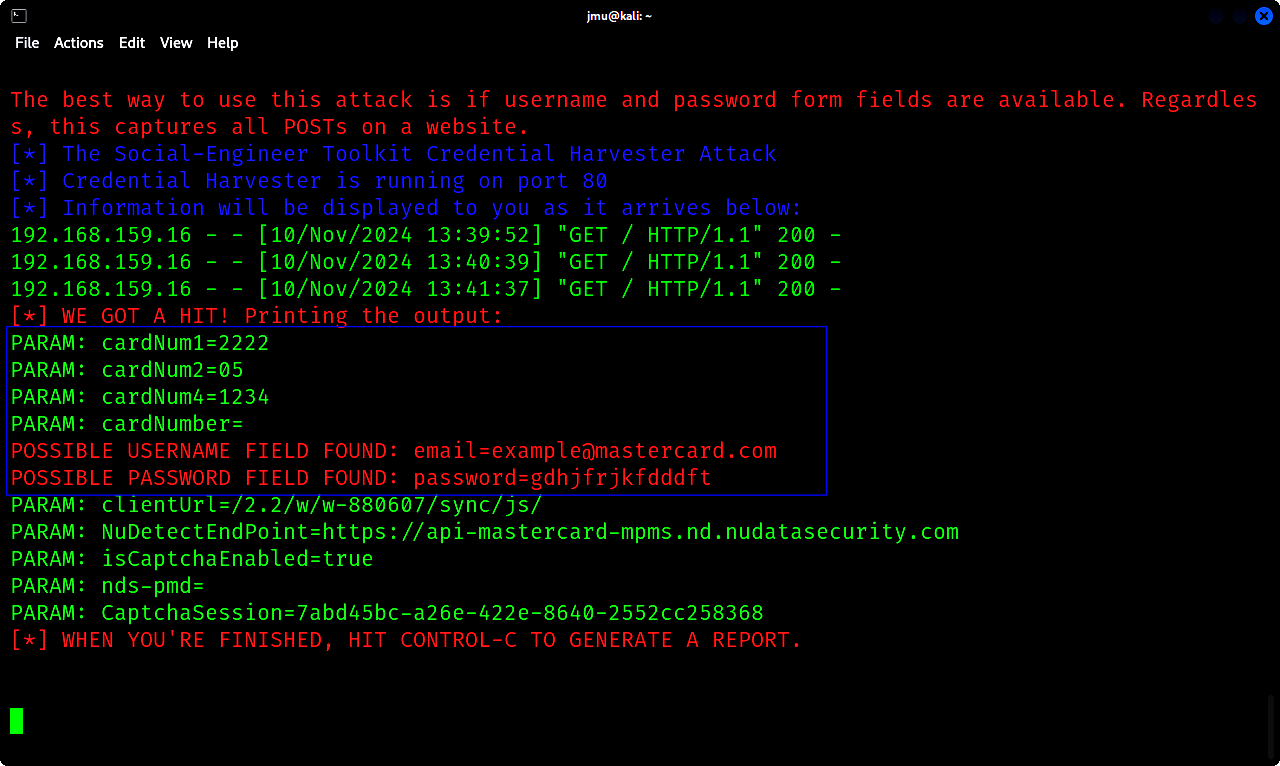 jmu@kali: ~
File Actions Edit View Help
The best way to use this attack is if username and password form fields are available. Regardles
s, this captures all POSTs on a website.
[*] The Social-Engineer Toolkit Credential Harvester Attack
[*] Credential Harvester is running on port 80
[*] Information will be displayed to you as it arrives below:
192.168.159.16 - - [10/Nov/2024 13:39:52] "GET / HTTP/1.1" 200 -
192.168.159.16 - - [10/Nov/2024 13:40:39] "GET / HTTP/1.1" 200 -
192.168.159.16 - - [10/Nov/2024 13:41:37] "GET / HTTP/1.1" 200 -
[*] WE GOT A HIT! Printing the output:
PARAM: cardNum1=2222
PARAM: cardNum2=05
PARAM: cardNum4=1234
PARAM: cardNumber=
POSSIBLE USERNAME FIELD FOUND: email=example@mastercard.com
POSSIBLE PASSWORD FIELD FOUND: password=gdhjfrjkfdddft
PARAM: clientUrl=/2.2/w/w-880607/sync/js/
PARAM: NuDetectEndPoint=https://api-mastercard-mpms.nd.nudatasecurity.com
PARAM: isCaptchaEnabled=true
PARAM: nds-pmd=
PARAM: CaptchaSession=7abd45bc-a26e-422e-8640-2552cc258368
[*] WHEN YOU'RE FINISHED, HIT CONTROL-C TO GENERATE A REPORT.